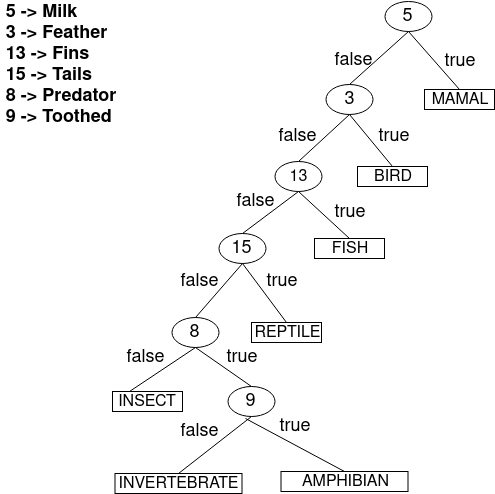 5 -> Milk
3 -> Feather
13 -> Fins
15 -> Tails
8 -> Predator
9 -> Toothed
5
false
true
3
MAMAL
false
true
13
BIRD
false
true
15
FISH
false
true
8
REPTILE
false
true
INSECT
9
false
true
INVERTEBRATE
AMPHIBIAN